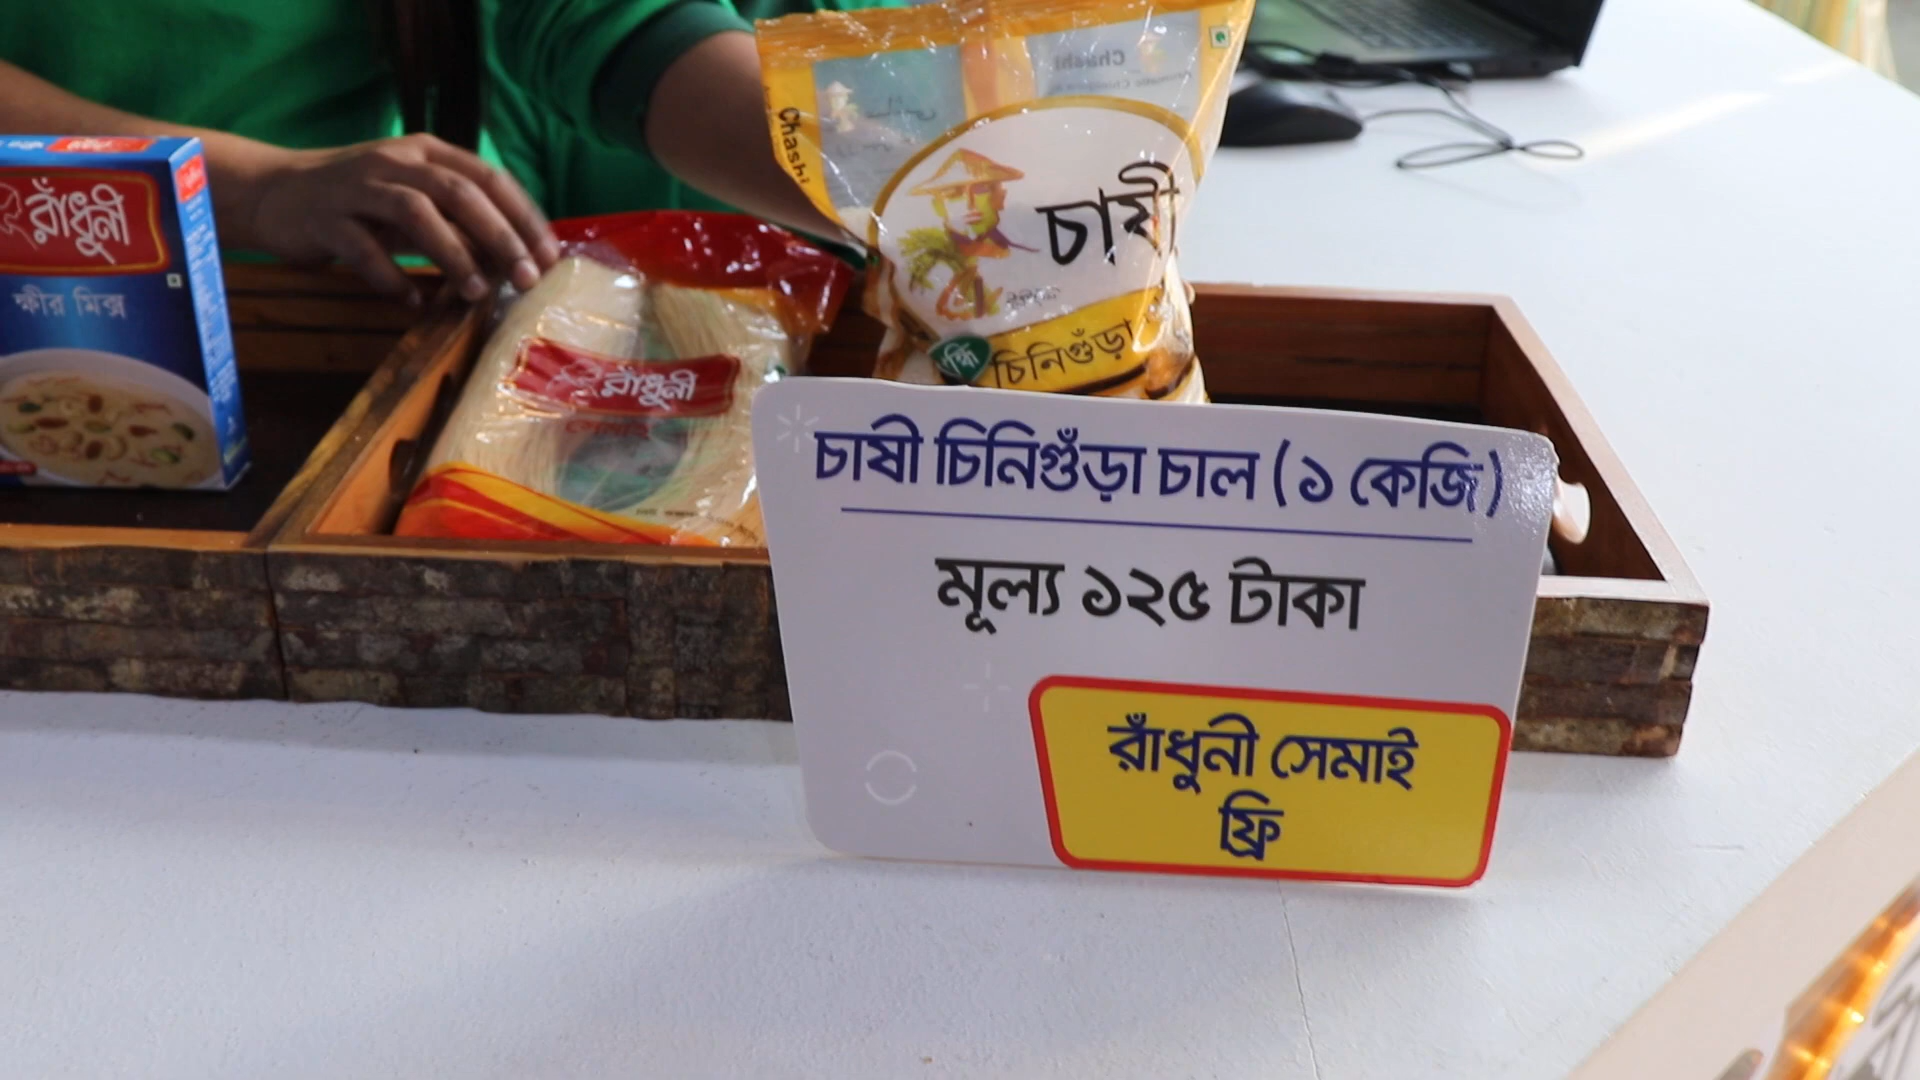 রাঁধুনী
ক্ষীর মিক্স
রাঁধুনী
Chashi
চাষী
চিনিগুঁড়া
চাষী চিনিগুঁড়া চাল (১ কেজি)
মূল্য ১২৫ টাকা
রাঁধুনী সেমাই
ফ্রি